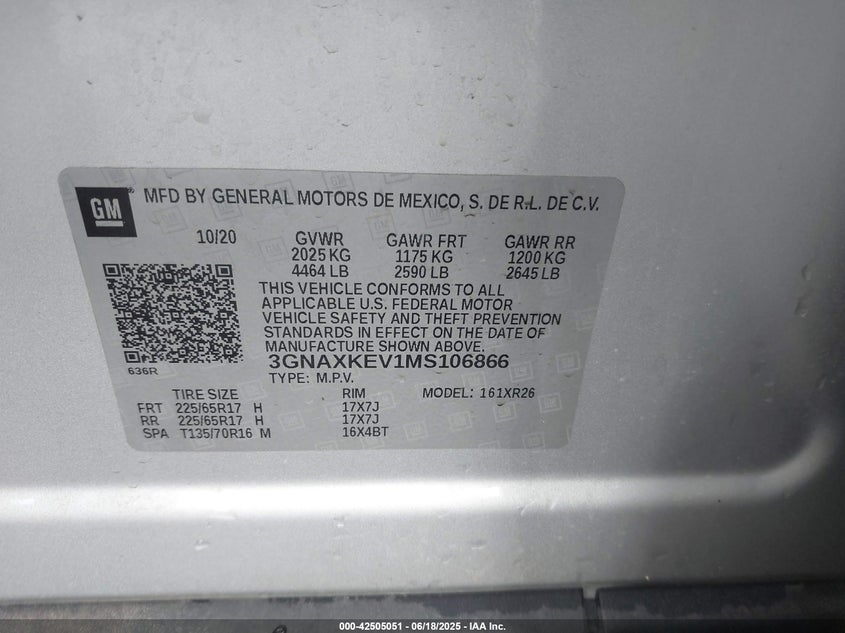 GM
MFD BY GENERAL MOTORS DE MEXICO, S. DE R.L. DE C.V.
10/20 GVWR GAWR FRT GAWR RR
2025 KG 1175 KG 1200 KG
4464 LB 2590 LB 2645 LB
THIS VEHICLE CONFORMS TO ALL
APPLICABLE U.S. FEDERAL MOTOR
VEHICLE SAFETY AND THEFT PREVENTION
STANDARDS IN EFFECT ON THE DATE OF
MANUFACTURE SHOWN ABOVE.
3GNAXKEV1MS106866
636R
TYPE: M.P.V.
TIRE SIZE RIM MODEL: 161XR26
FRT 225/65R17 H 17X7J
RR 225/65R17 H 17X7J
SPA T135/70R16 M 16X4BT
000-42505051 - 06/18/2025 - IAA Inc.